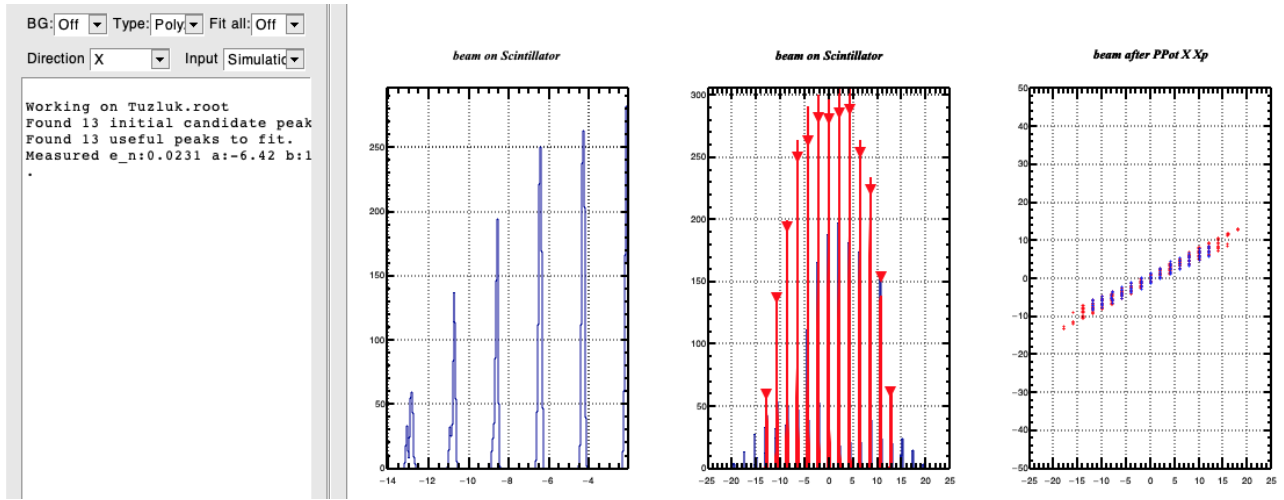 BG: Off Type: Poly. Fit all: Off
Direction X Input Simulatic
Working on Tuzluk.root
Found 13 initial candidate peak
Found 13 useful peaks to fit.
Measured e_n:0.0231 a:-6.42 b:1
.
beam on Scintillator
250
200
150
100
50
0
−14 −12 −10 −8 −6 −4 −2
beam on Scintillator
300
250
200
150
100
50
0
−25 −20 −15 −10 −5 0 5 10 15 20 25
beam after PPot X Xp
50
40
30
20
10
0
−10
−20
−30
−40
−50
−25 −20 −15 −10 −5 0 5 10 15 20 25